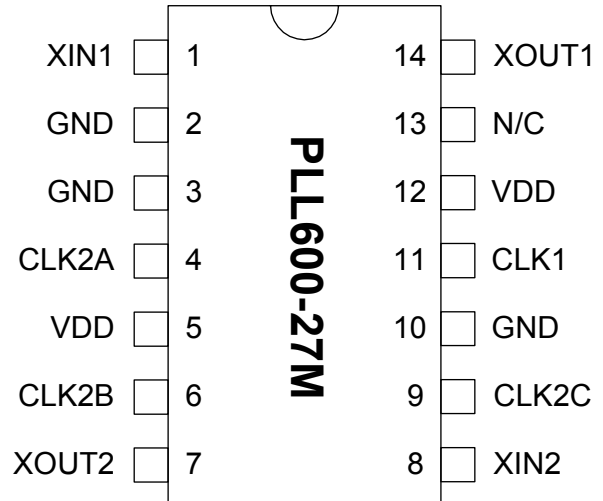 XIN1 1 14 XOUT1
GND 2 13 N/C
GND 3 12 VDD
CLK2A 4 11 CLK1
VDD 5 10 GND
CLK2B 6 9 CLK2C
XOUT2 7 8 XIN2
PLL600-27M